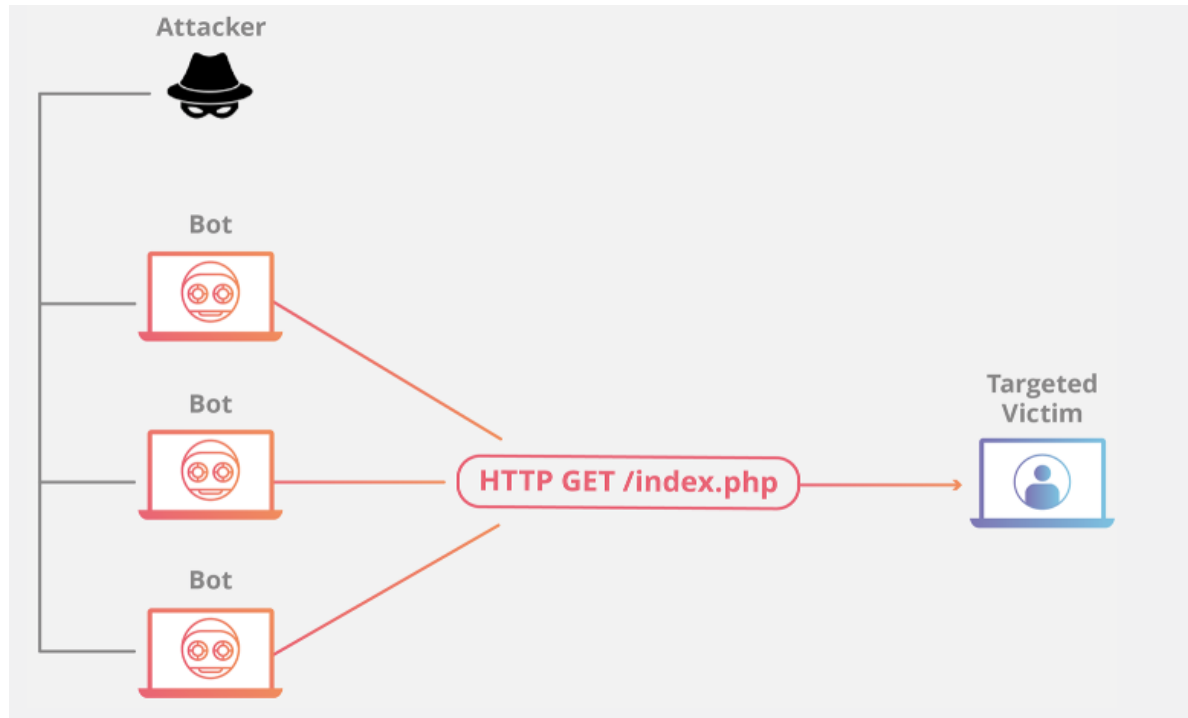 Attacker
Bot
Bot
HTTP GET /index.php
Targeted
Victim
Bot